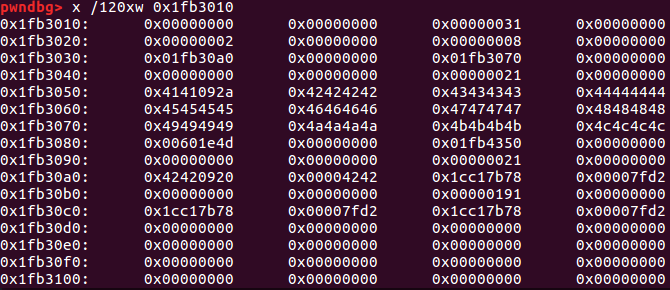 pwndbg> x /120xw 0x1fb3010
0x1fb3010: 0x00000000 0x00000000 0x00000031 0x00000000
0x1fb3020: 0x00000002 0x00000000 0x00000008 0x00000000
0x1fb3030: 0x01fb30a0 0x00000000 0x01fb3070 0x00000000
0x1fb3040: 0x00000000 0x00000000 0x00000021 0x00000000
0x1fb3050: 0x4141092a 0x42424242 0x43434343 0x44444444
0x1fb3060: 0x45454545 0x46464646 0x47474747 0x48484848
0x1fb3070: 0x49494949 0x4a4a4a4a 0x4b4b4b4b 0x4c4c4c4c
0x1fb3080: 0x00601e4d 0x00000000 0x01fb4350 0x00000000
0x1fb3090: 0x00000000 0x00000000 0x00000021 0x00000000
0x1fb30a0: 0x42420920 0x00004242 0x1cc17b78 0x00007fd2
0x1fb30b0: 0x00000000 0x00000000 0x00000191 0x00000000
0x1fb30c0: 0x1cc17b78 0x00007fd2 0x1cc17b78 0x00007fd2
0x1fb30d0: 0x00000000 0x00000000 0x00000000 0x00000000
0x1fb30e0: 0x00000000 0x00000000 0x00000000 0x00000000
0x1fb30f0: 0x00000000 0x00000000 0x00000000 0x00000000
0x1fb3100: 0x00000000 0x00000000 0x00000000 0x00000000